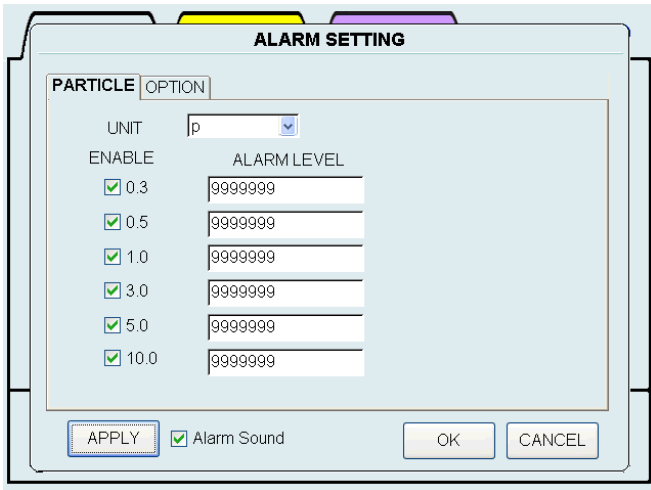 ALARM SETTING
PARTICLE OPTION
UNIT p
ENABLE ALARM LEVEL
0.3 9999999
0.5 9999999
1.0 9999999
3.0 9999999
5.0 9999999
10.0 9999999
APPLY Alarm Sound OK CANCEL